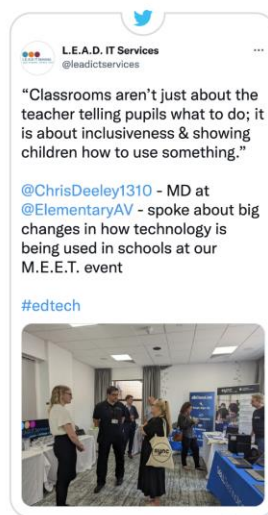 L.E.A.D. IT Services
@leadictservices
“Classrooms aren’t just about the
teacher telling pupils what to do; it
is about inclusiveness & showing
children how to use something.”
@ChrisDeeley1310 - MD at
@ElementaryAV - spoke about big
changes in how technology is
being used in schools at our
M.E.E.T. event
#edtech
sync